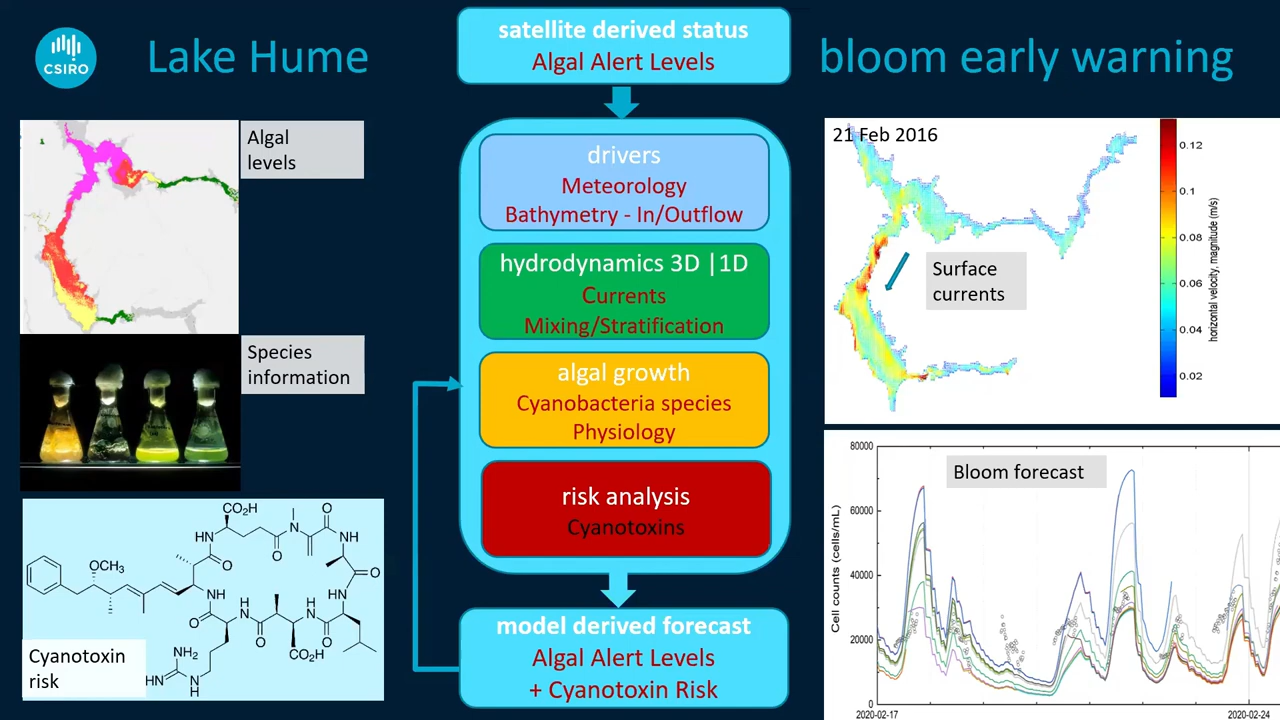 CSIRO
Lake Hume
bloom early warning
satellite derived status
Algal Alert Levels
drivers
Meteorology
Bathymetry - In/Outflow
hydrodynamics 3D |1D
Currents
Mixing/Stratification
algal growth
Cyanobacteria species
Physiology
risk analysis
Cyanotoxins
model derived forecast
Algal Alert Levels
+ Cyanotoxin Risk
Algal
levels
Species
information
CO₂H
O
N
NH
HN
O
O
O
OCH₃
NH
O
H
N
O
H
N
O
NH
CO₂H
NH₂
HN
N
H
Cyanotoxin
risk
21 Feb 2016
Surface
currents
0.12
0.1
0.08
0.06
0.04
0.02
horizontal velocity, magnitude (m/s)
Bloom forecast
80000
60000
40000
20000
0
Cell counts (cells/mL)
2020-02-17
2020-02-24